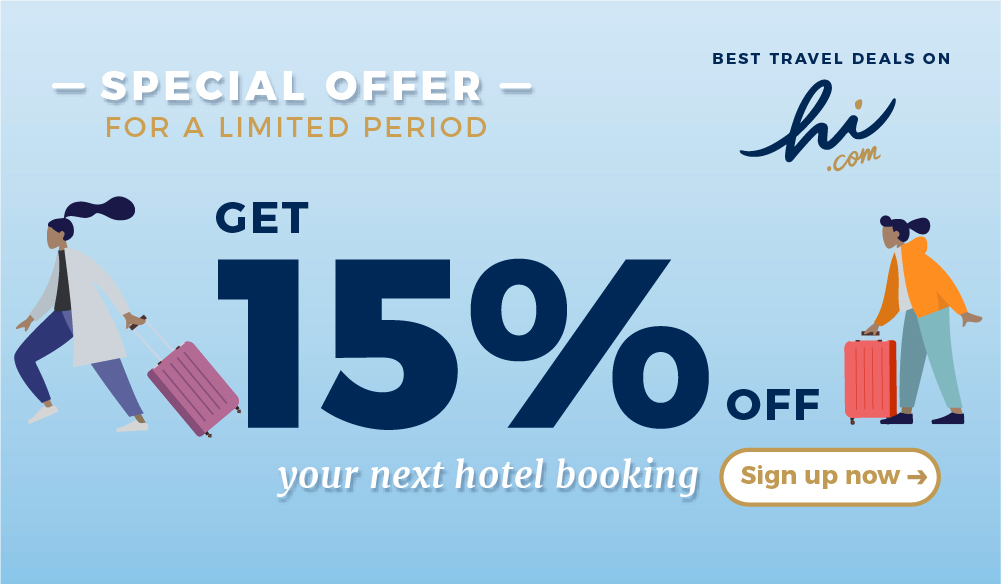 — SPECIAL OFFER —
FOR A LIMITED PERIOD
BEST TRAVEL DEALS ON
hi
.com
GET
15%
OFF
your next hotel booking
Sign up now →